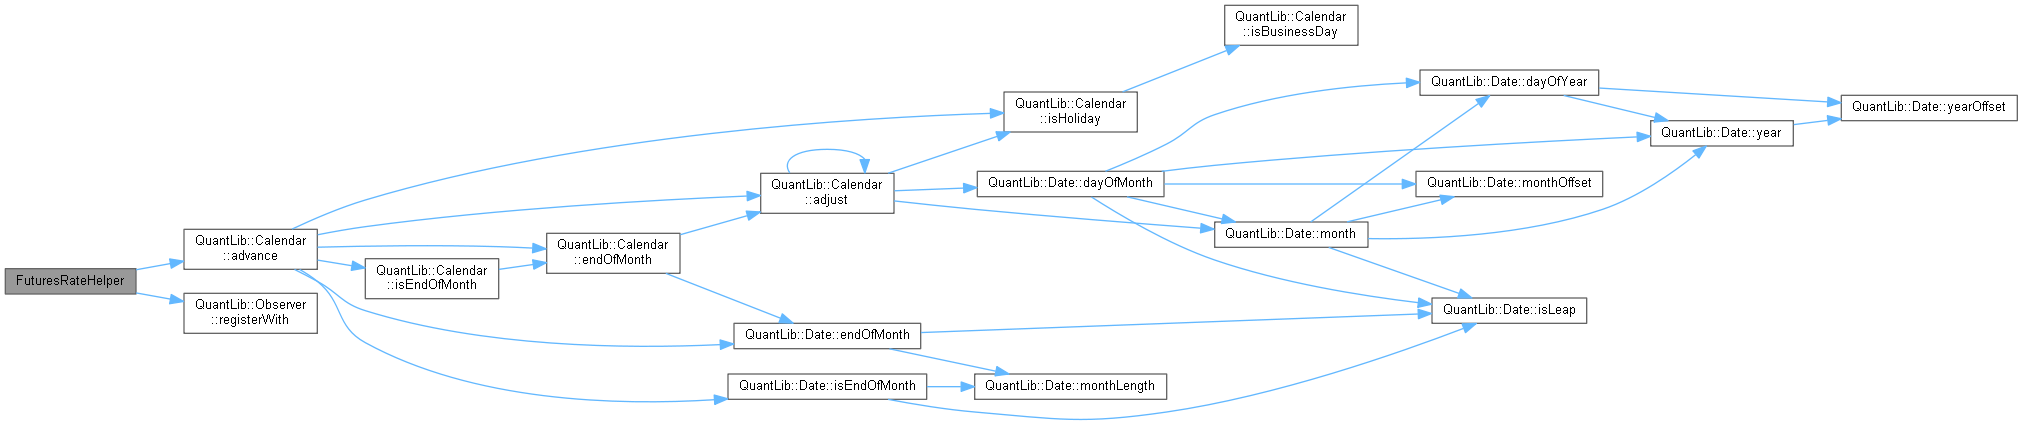 FuturesRateHelper
QuantLib::Calendar
::advance
QuantLib::Observer
::registerWith
QuantLib::Calendar
::isEndOfMonth
QuantLib::Calendar
::endOfMonth
QuantLib::Calendar
::adjust
QuantLib::Date::endOfMonth
QuantLib::Date::isEndOfMonth
QuantLib::Calendar
::isHoliday
QuantLib::Date::dayOfMonth
QuantLib::Date::monthLength
QuantLib::Calendar
::isBusinessDay
QuantLib::Date::month
QuantLib::Date::dayOfYear
QuantLib::Date::monthOffset
QuantLib::Date::isLeap
QuantLib::Date::year
QuantLib::Date::yearOffset